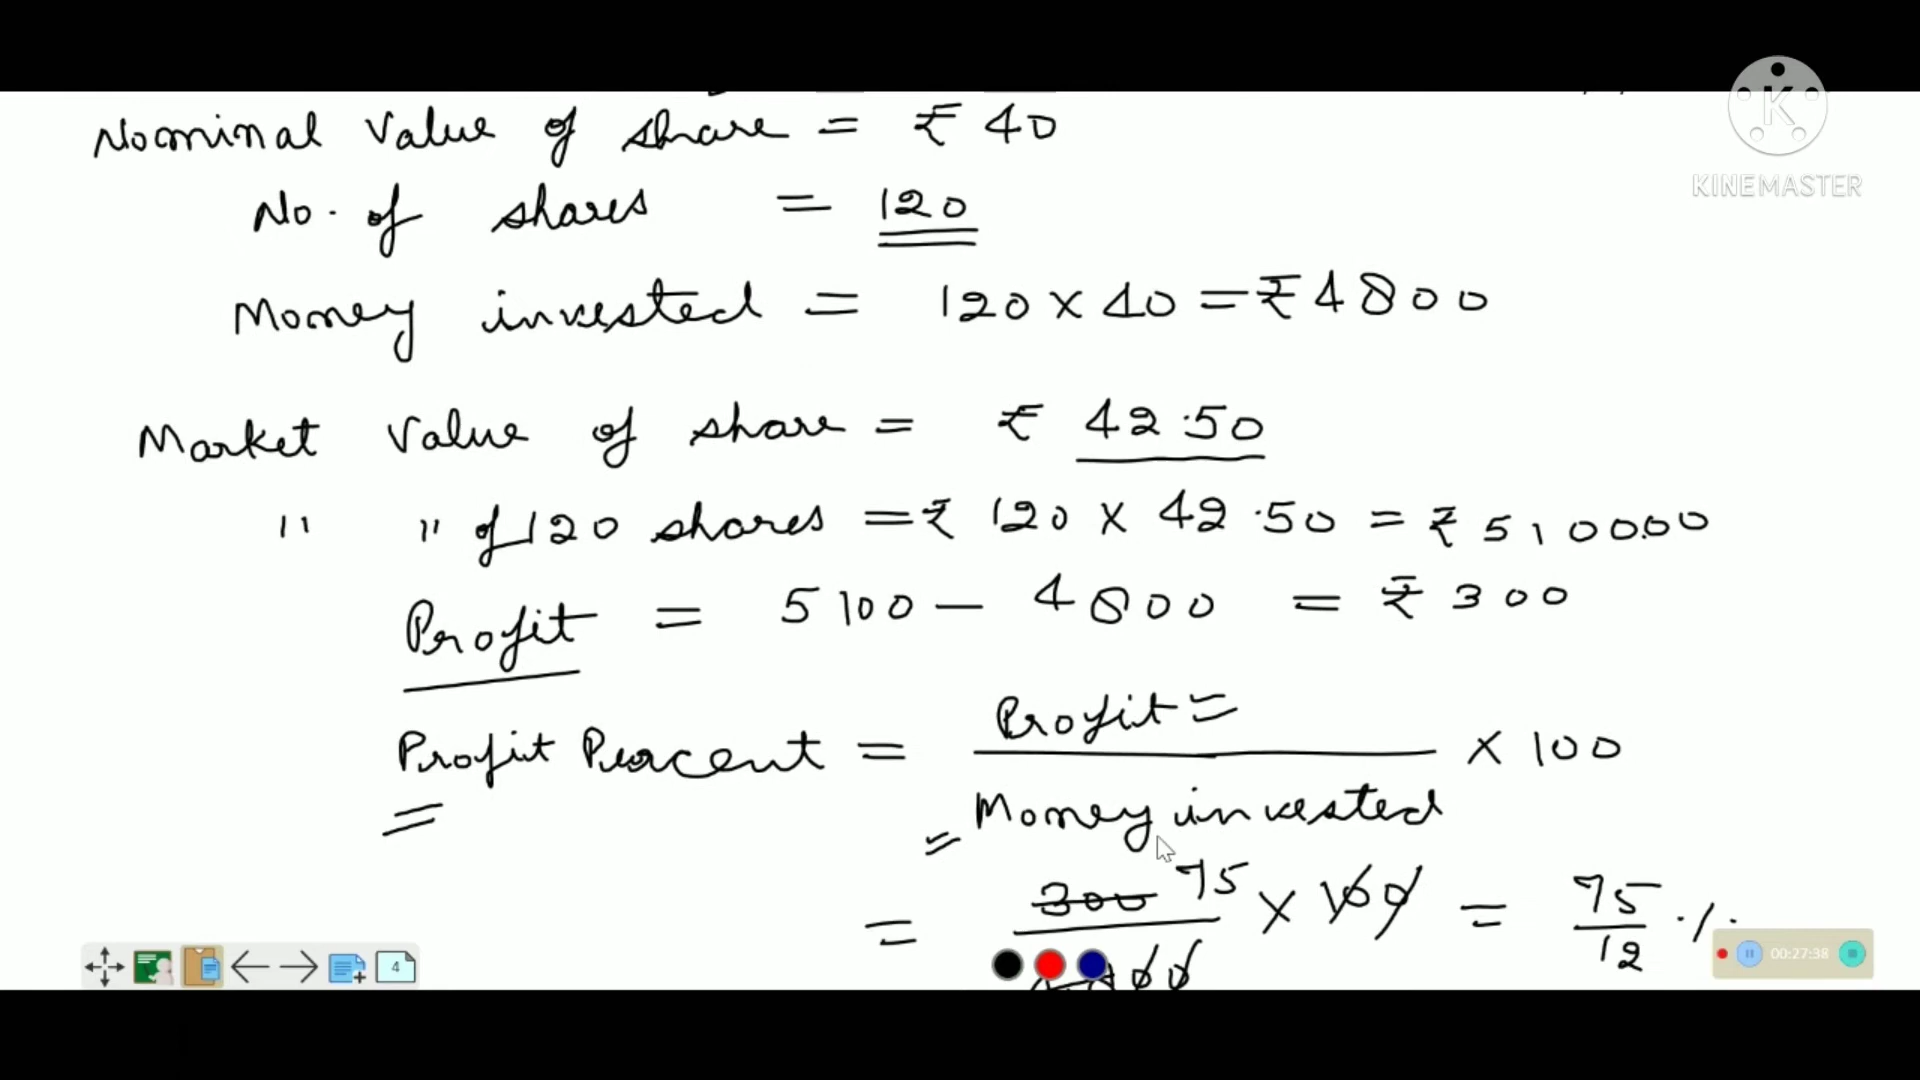 Nominal Value of share = ₹ 40
KINEMASTER
No. of shares = 120
Money invested = 120 × 40 = ₹ 4800
Market Value of share = ₹ 42.50
" " of 120 shares = ₹ 120 × 42.50 = ₹ 5100.00
Profit = 5100 — 4800 = ₹ 300
Profit Percent = Profit = / Money invested × 100
= 300 75 / 00 × 100 = 75 / 12 %
4
00:27:38